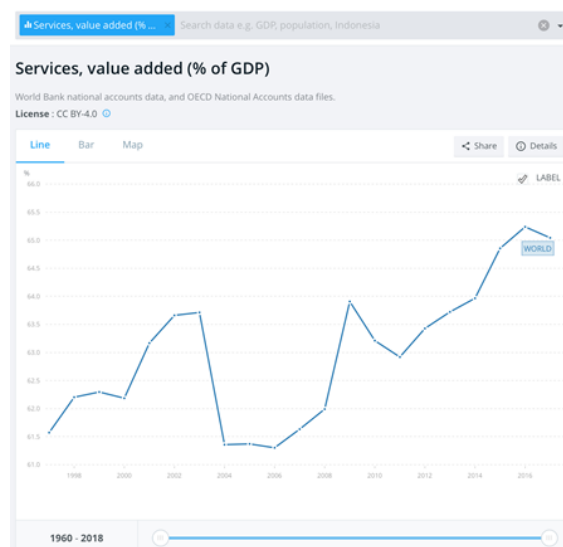 Services, value added (% ... × Search data e.g. GDP, population, Indonesia
Services, value added (% of GDP)
World Bank national accounts data, and OECD National Accounts data files.
License : CC BY-4.0
Line Bar Map Share Details
%
LABEL
66.0
65.5
65.0
WORLD
64.5
64.0
63.5
63.0
62.5
62.0
61.5
61.0
1998 2000 2002 2004 2006 2008 2010 2012 2014 2016
1960 - 2018